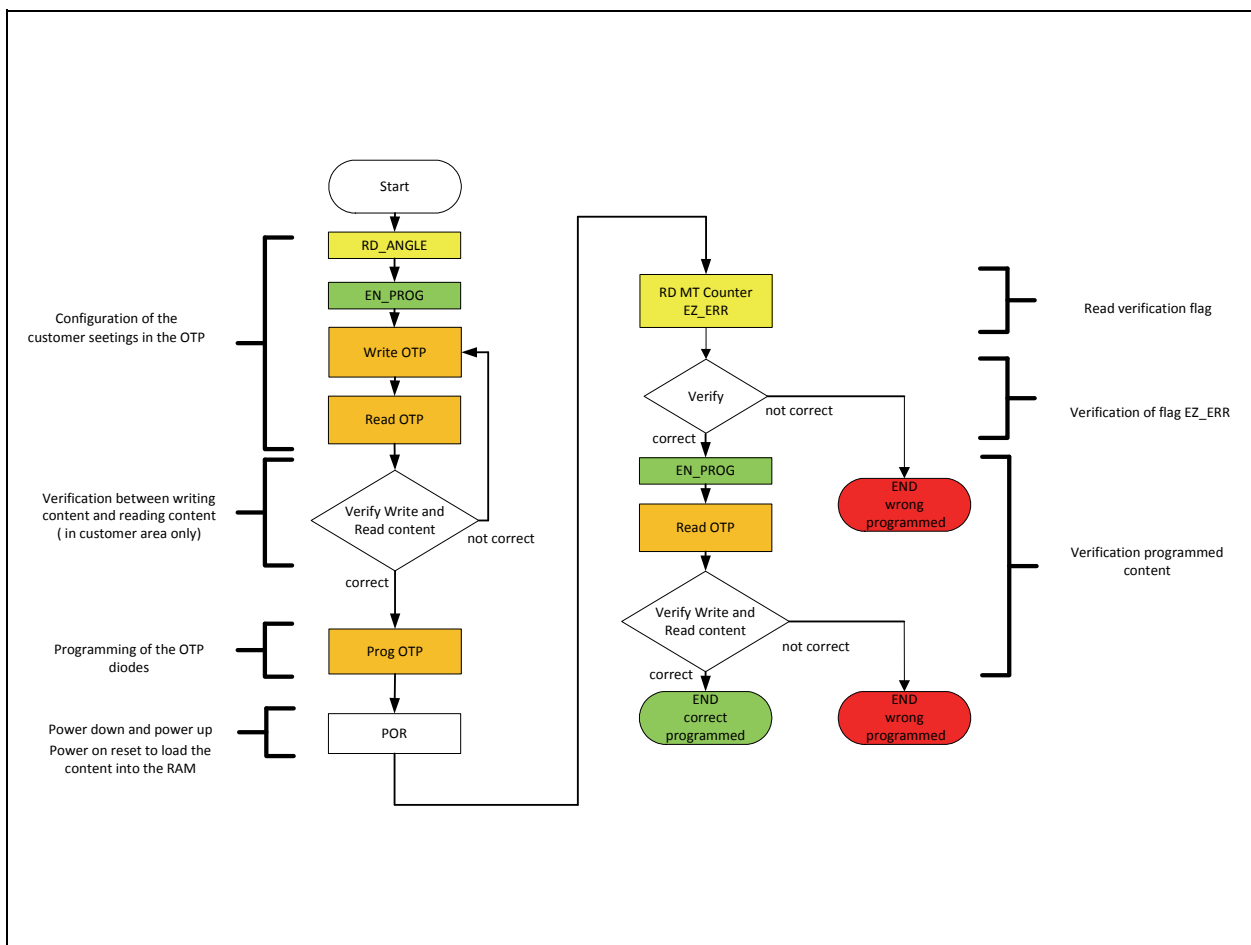 Start
RD_ANGLE
EN_PROG
Configuration of the
customer seetings in the OTP
Write OTP
Read OTP
Verification between writing
content and reading content
( in customer area only)
Verify Write and
Read content
not correct
correct
Programming of the OTP
diodes
Prog OTP
Power down and power up
Power on reset to load the
content into the RAM
POR
RD MT Counter
EZ_ERR
Read verification flag
Verify
not correct
correct
Verification of flag EZ_ERR
EN_PROG
END
wrong
programmed
Read OTP
Verification programmed
content
Verify Write and
Read content
not correct
correct
END
correct
programmed
END
wrong
programmed